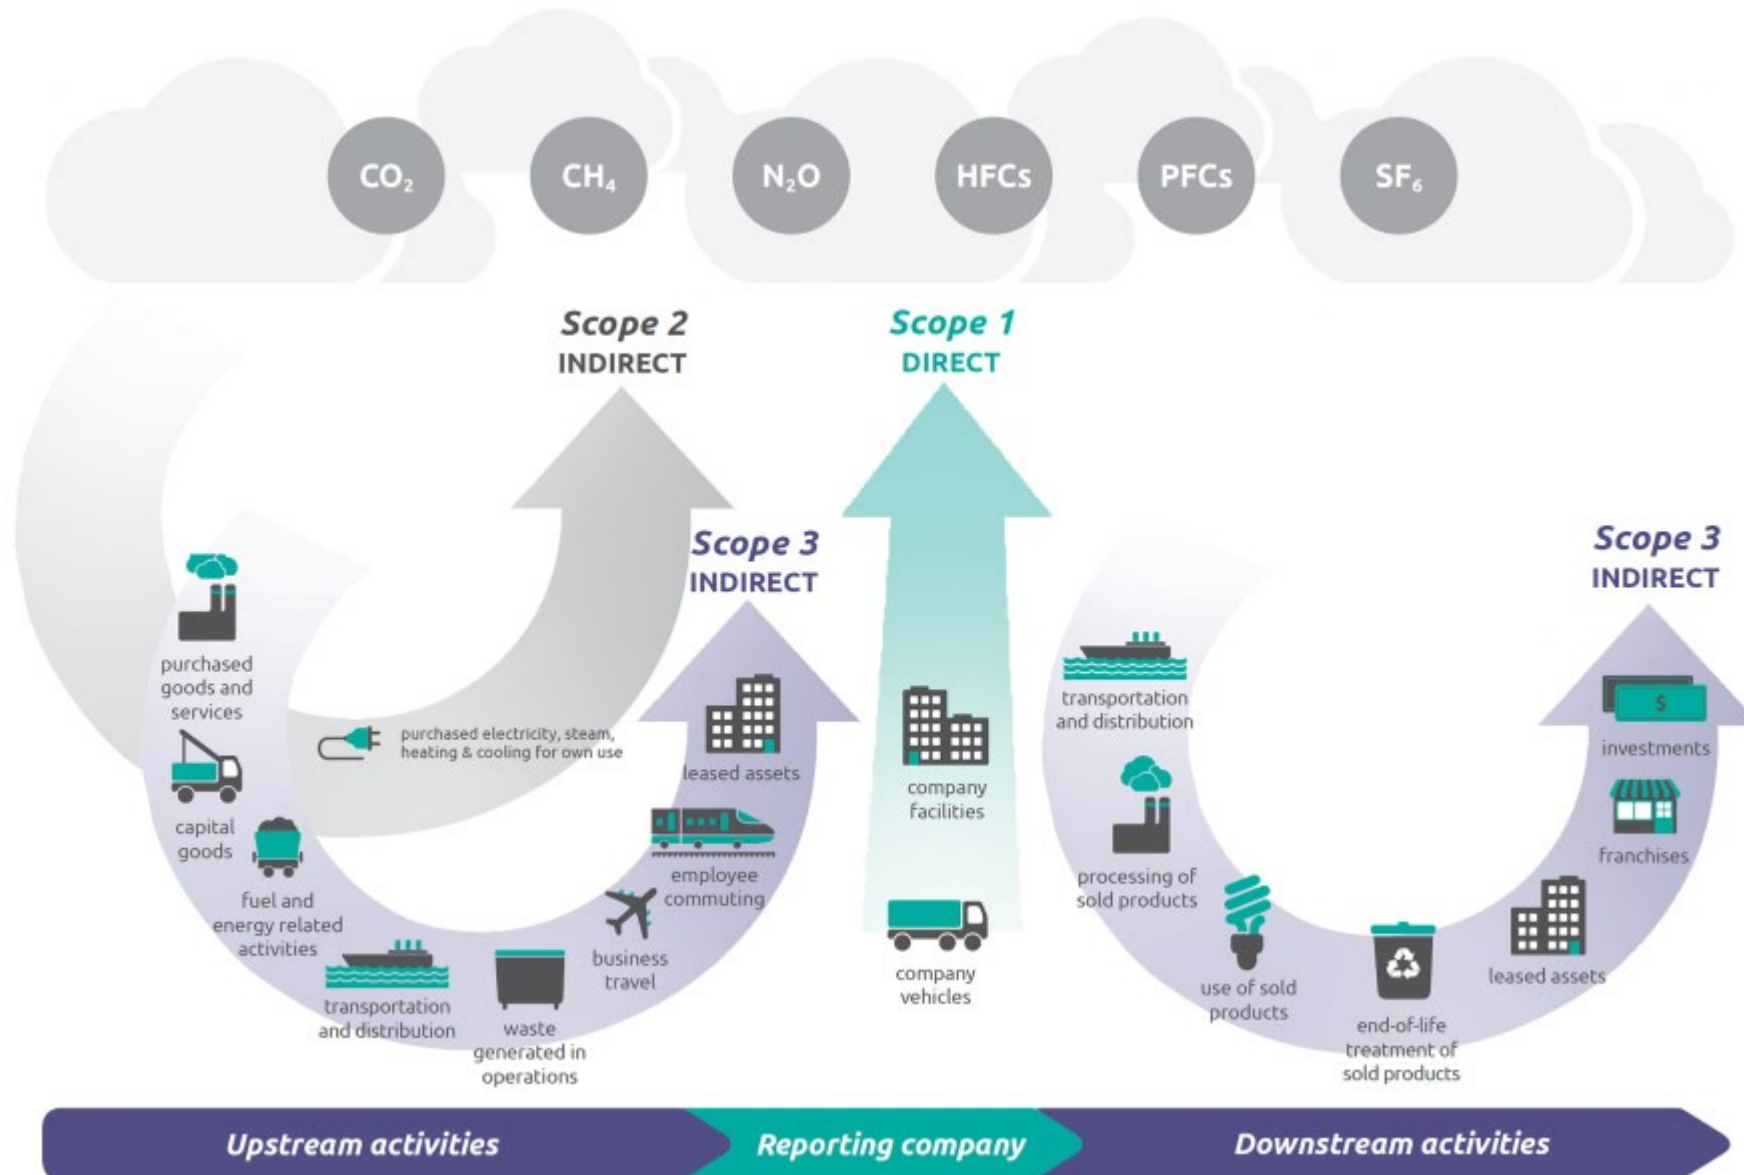 CO₂
CH₄
N₂O
HFCs
PFCs
SF₆
Scope 2
INDIRECT
Scope 1
DIRECT
Scope 3
INDIRECT
Scope 3
INDIRECT
purchased
goods and
services
capital
goods
fuel and
energy related
activities
transportation
and distribution
waste
generated in
operations
business
travel
employee
commuting
leased assets
purchased electricity, steam,
heating & cooling for own use
company
facilities
company
vehicles
transportation
and distribution
processing of
sold products
use of sold
products
end-of-life
treatment of
sold products
leased assets
franchises
$
investments
Upstream activities
Reporting company
Downstream activities